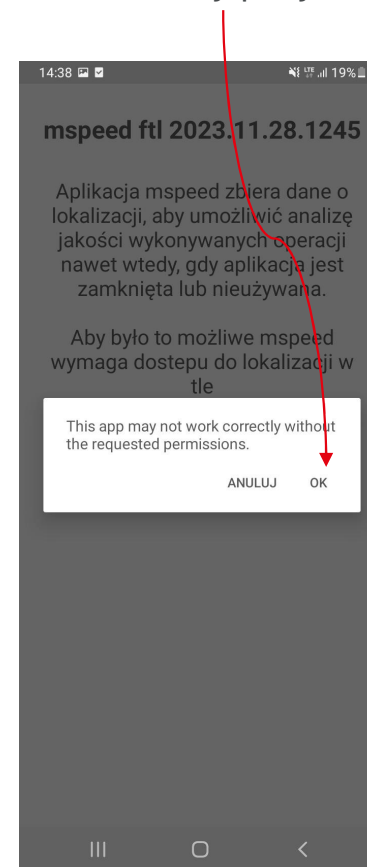 14:38 LTE 19%
mspeed ftl 2023.11.28.1245
Aplikacja mspeed zbiera dane o
lokalizacji, aby umożliwić analizę
jakości wykonywanych operacji
nawet wtedy, gdy aplikacja jest
zamknięta lub nieużywana.
Aby było to możliwe mspeed
wymaga dostepu do lokalizacji w
tle
This app may not work correctly without
the requested permissions.
ANULUJ OK